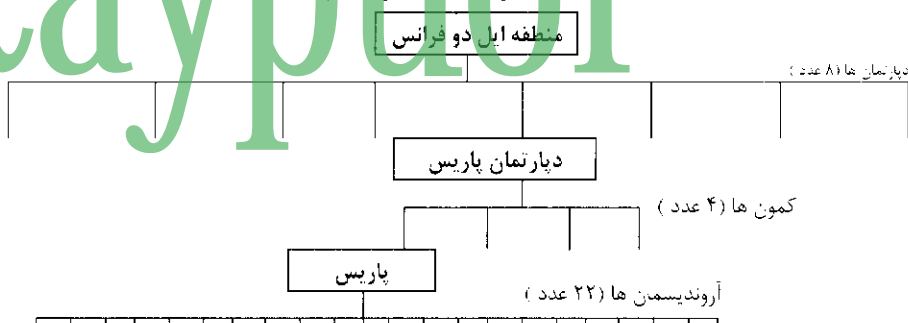 منطقه ایل دو فرانس
دپارتمان ها (۸ عدد )
دپارتمان پاریس
کمون ها (۴ عدد )
پاریس
آروندیسمن ها (۲۲ عدد )